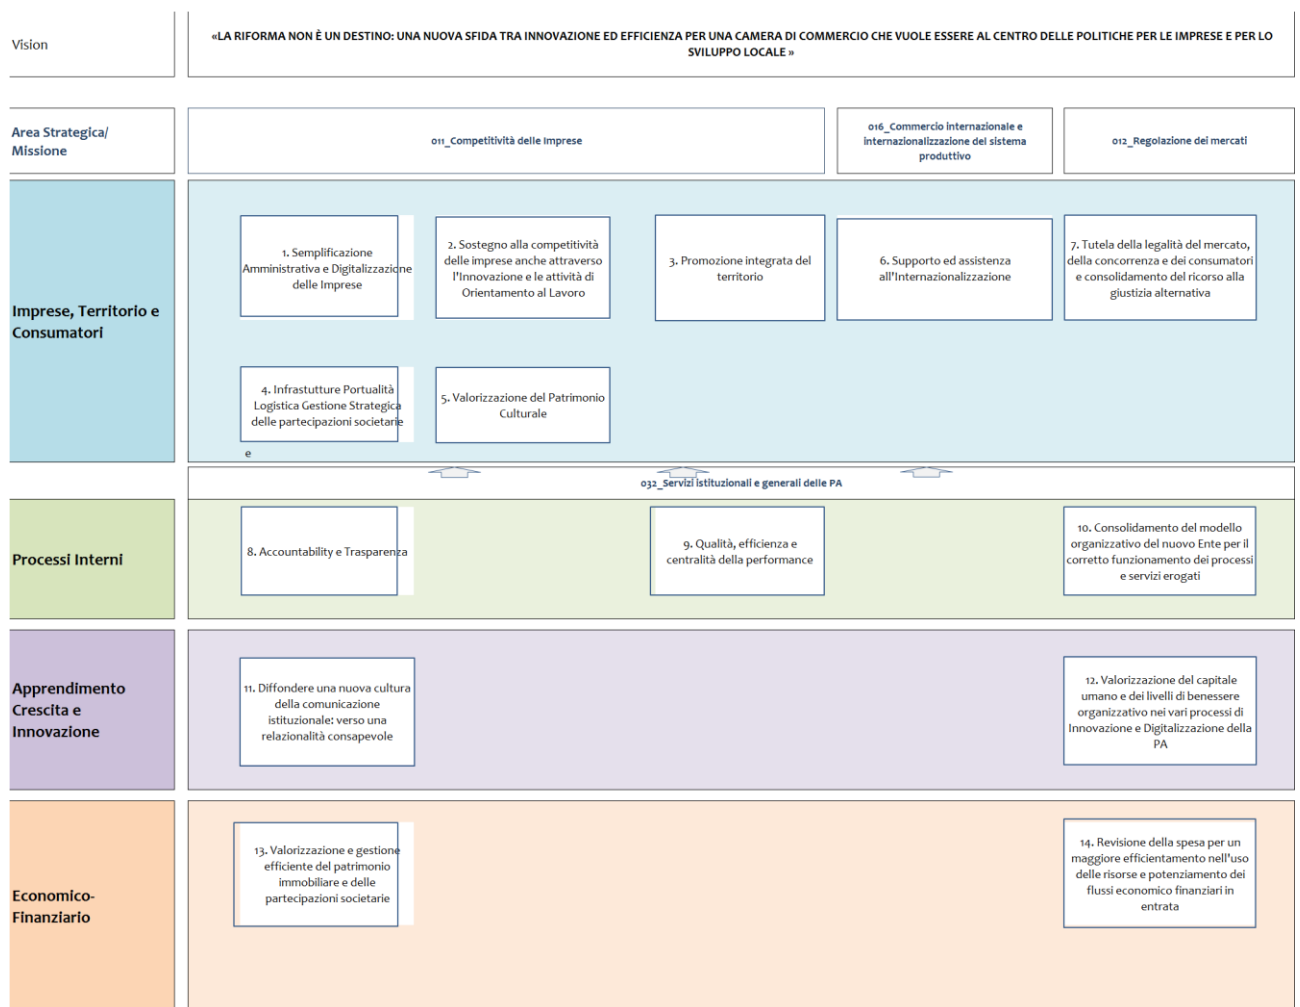 Vision
«LA RIFORMA NON È UN DESTINO: UNA NUOVA SFIDA TRA INNOVAZIONE ED EFFICIENZA PER UNA CAMERA DI COMMERCIO CHE VUOLE ESSERE AL CENTRO DELLE POLITICHE PER LE IMPRESE E PER LO
SVILUPPO LOCALE »
Area Strategica/
Missione
011_Competitività delle Imprese
016_Commercio internazionale e
internazionalizzazione del sistema
produttivo
012_Regolazione dei mercati
Imprese, Territorio e
Consumatori
1. Semplificazione
Amministrativa e Digitalizzazione
delle Imprese
2. Sostegno alla competitività
delle imprese anche attraverso
l'Innovazione e le attività di
Orientamento al Lavoro
3. Promozione integrata del
territorio
6. Supporto ed assistenza
all'Internazionalizzazione
7. Tutela della legalità del mercato,
della concorrenza e dei consumatori
e consolidamento del ricorso alla
giustizia alternativa
4. Infrastutture Portualità
Logistica Gestione Strategica
delle partecipazioni societarie
e
5. Valorizzazione del Patrimonio
Culturale
032_Servizi istituzionali e generali delle PA
Processi Interni
8. Accountability e Trasparenza
9. Qualità, efficienza e
centralità della performance
10. Consolidamento del modello
organizzativo del nuovo Ente per il
corretto funzionamento dei processi
e servizi erogati
Apprendimento
Crescita e
Innovazione
11. Diffondere una nuova cultura
della comunicazione
istituzionale: verso una
relazionalità consapevole
12. Valorizzazione del capitale
umano e dei livelli di benessere
organizzativo nei vari processi di
Innovazione e Digitalizzazione della
PA
Economico-
Finanziario
13. Valorizzazione e gestione
efficiente del patrimonio
immobiliare e delle
partecipazioni societarie
14. Revisione della spesa per un
maggiore efficientamento nell'uso
delle risorse e potenziamento dei
flussi economico finanziari in
entrata